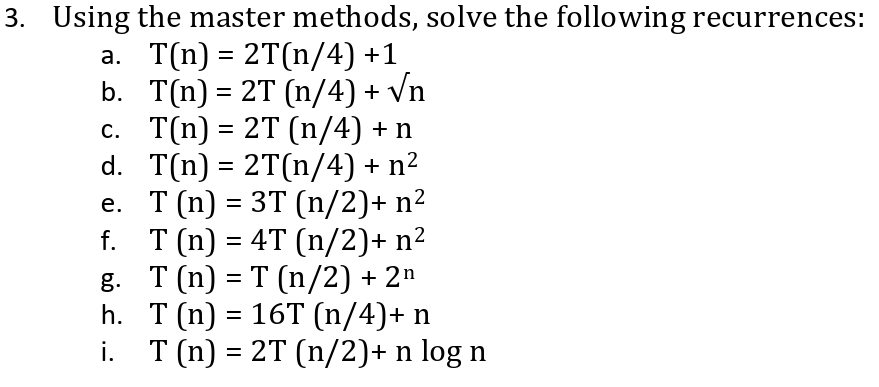 3. Using the master methods, solve the following recurrences:
a. T(n) = 2T(n/4) +1
b. T(n) = 2T (n/4) + √n
c. T(n) = 2T (n/4) + n
d. T(n) = 2T(n/4) + n²
e. T (n) = 3T (n/2)+ n²
f. T (n) = 4T (n/2)+ n²
g. T (n) = T (n/2) + 2ⁿ
h. T (n) = 16T (n/4)+ n
i. T (n) = 2T (n/2)+ n log n